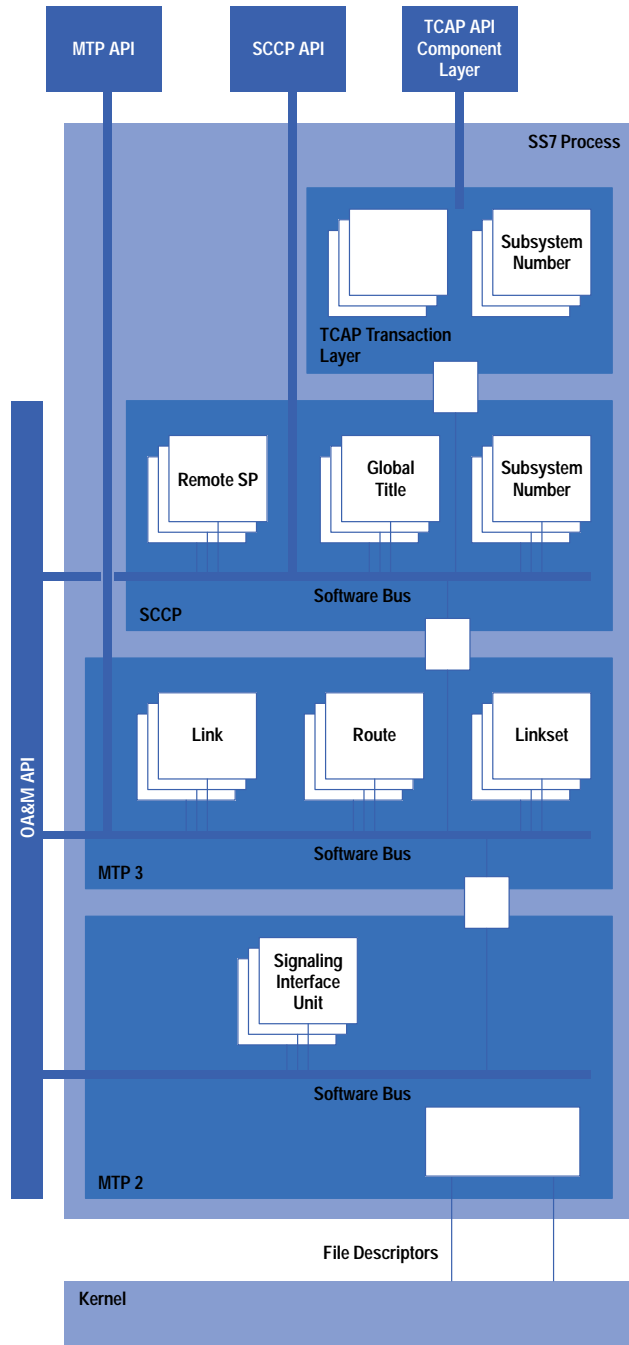 MTP API
SCCP API
TCAP API
Component
Layer
SS7 Process
Subsystem
Number
TCAP Transaction
Layer
Remote SP
Global
Title
Subsystem
Number
Software Bus
SCCP
Link
Route
Linkset
OA&M API
Software Bus
MTP 3
Signaling
Interface
Unit
Software Bus
MTP 2
File Descriptors
Kernel